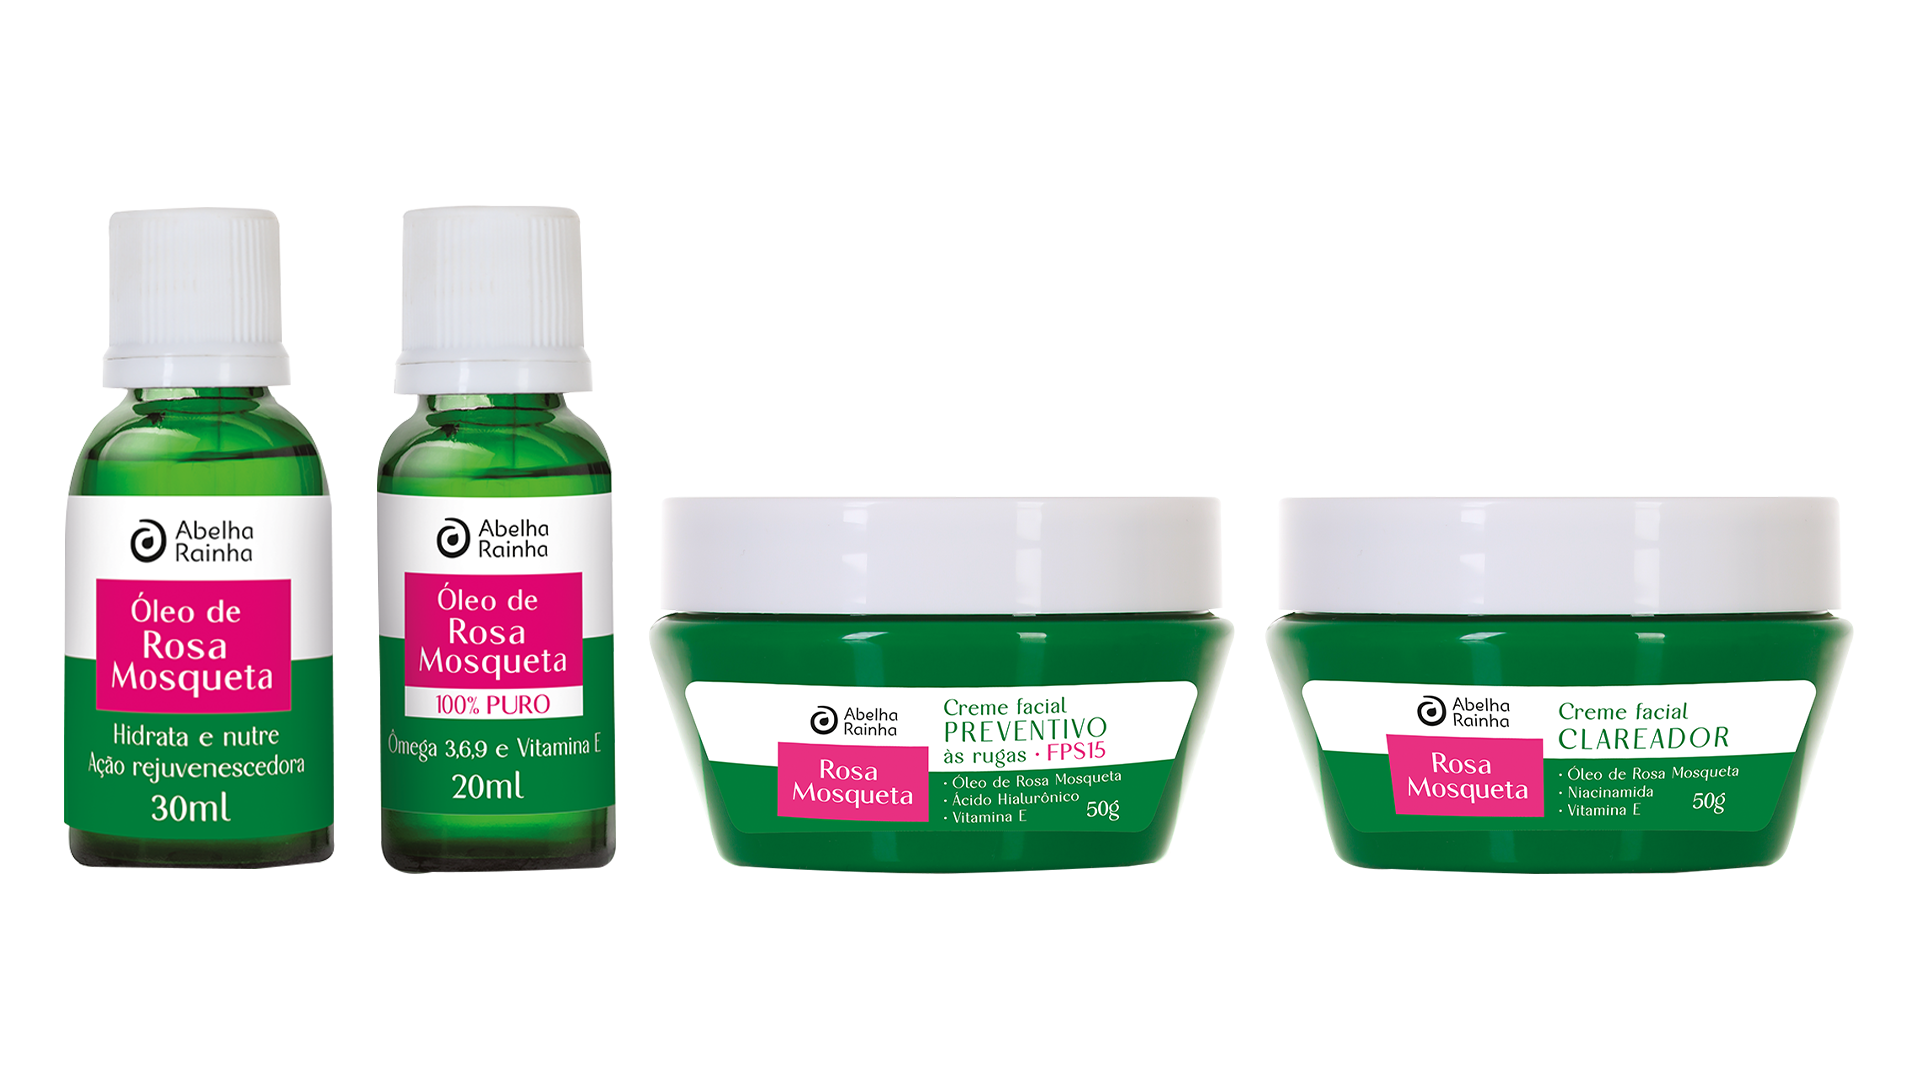 Abelha
Rainha
Óleo de
Rosa
Mosqueta
Hidrata e nutre
Ação rejuvenescedora
30ml
Abelha
Rainha
Óleo de
Rosa
Mosqueta
100% PURO
Ômega 3,6,9 e Vitamina E
20ml
Abelha
Rainha
Rosa
Mosqueta
Creme facial
PREVENTIVO
às rugas • FPS15
• Óleo de Rosa Mosqueta
• Ácido Hialurônico
• Vitamina E
50g
Abelha
Rainha
Rosa
Mosqueta
Creme facial
CLAREADOR
• Óleo de Rosa Mosqueta
• Niacinamida
• Vitamina E
50g